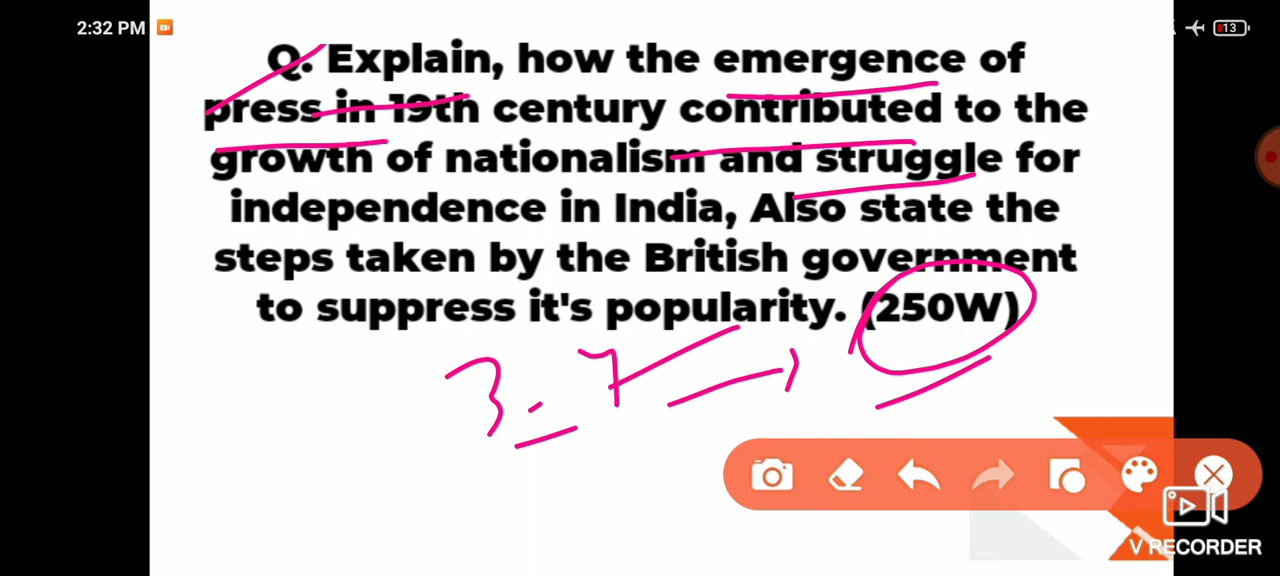 2:32 PM
13
Q. Explain, how the emergence of
press in 19th century contributed to the
growth of nationalism and struggle for
independence in India, Also state the
steps taken by the British government
to suppress it's popularity. (250W)
3. 7
V RECORDER